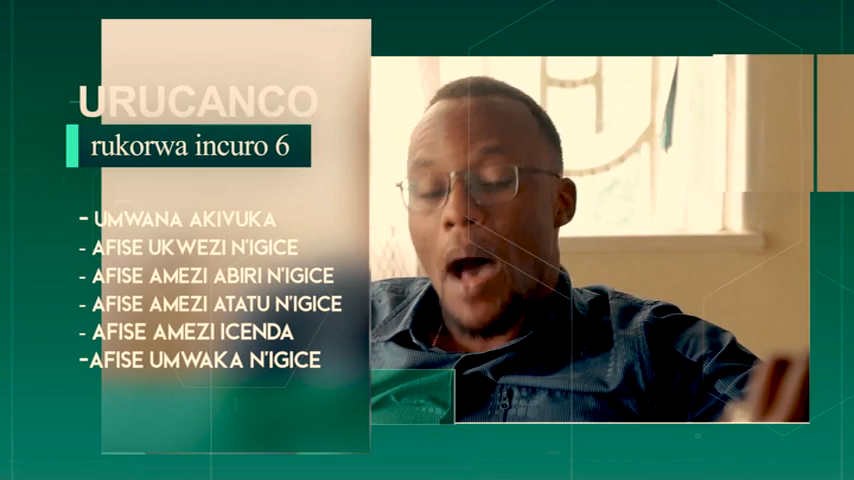 URUCANCO
rukorwa incuro 6
- UMWANA AKIVUKA
- AFISE UKWEZI N'IGICE
- AFISE AMEZI ABIRI N'IGICE
- AFISE AMEZI ATATU N'IGICE
- AFISE AMEZI ICENDA
-AFISE UMWAKA N'IGICE